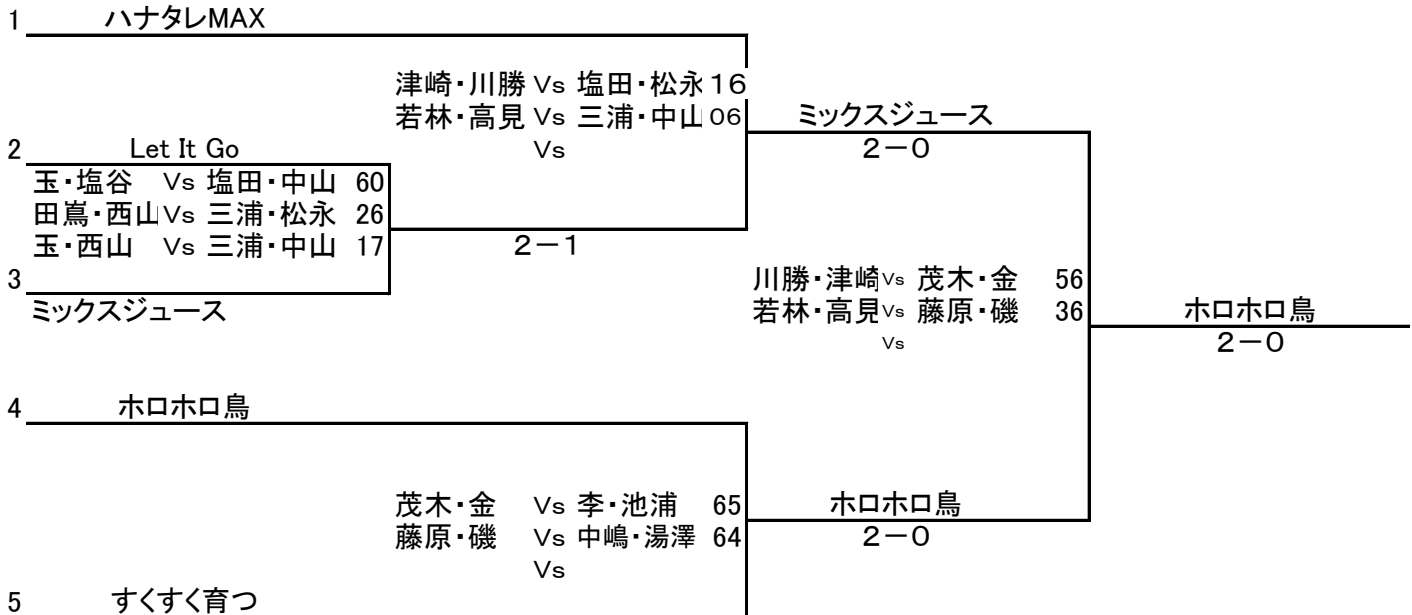 1 ハナタレMAX
津崎・川勝 Vs 塩田・松永 16
若林・高見 Vs 三浦・中山 06
Vs
ミックスジュース
2-0
2 Let It Go
玉・塩谷 Vs 塩田・中山 60
田嶌・西山 Vs 三浦・松永 26
玉・西山 Vs 三浦・中山 17
2-1
3
ミックスジュース
川勝・津崎 Vs 茂木・金 56
若林・高見 Vs 藤原・磯 36
Vs
ホロホロ鳥
2-0
4 ホロホロ鳥
茂木・金 Vs 李・池浦 65
藤原・磯 Vs 中嶋・湯澤 64
Vs
ホロホロ鳥
2-0
5 すくすく育つ